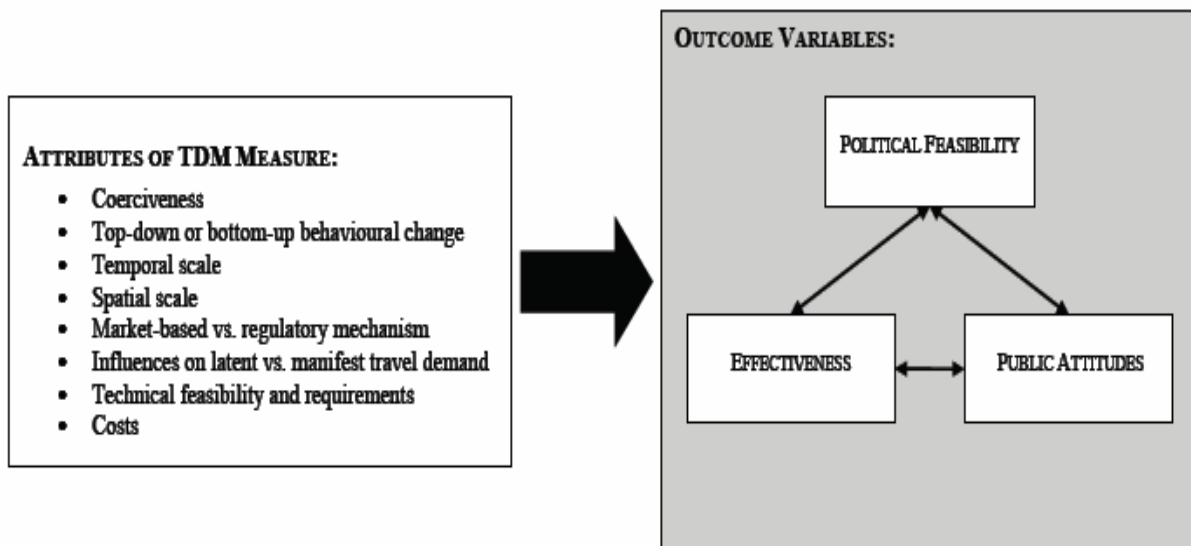 ATTRIBUTES OF TDM MEASURE:
• Coerciveness
• Top-down or bottom-up behavioural change
• Temporal scale
• Spatial scale
• Market-based vs. regulatory mechanism
• Influences on latent vs. manifest travel demand
• Technical feasibility and requirements
• Costs
OUTCOME VARIABLES:
POLITICAL FEASIBILITY
EFFECTIVENESS
PUBLIC ATTITUDES